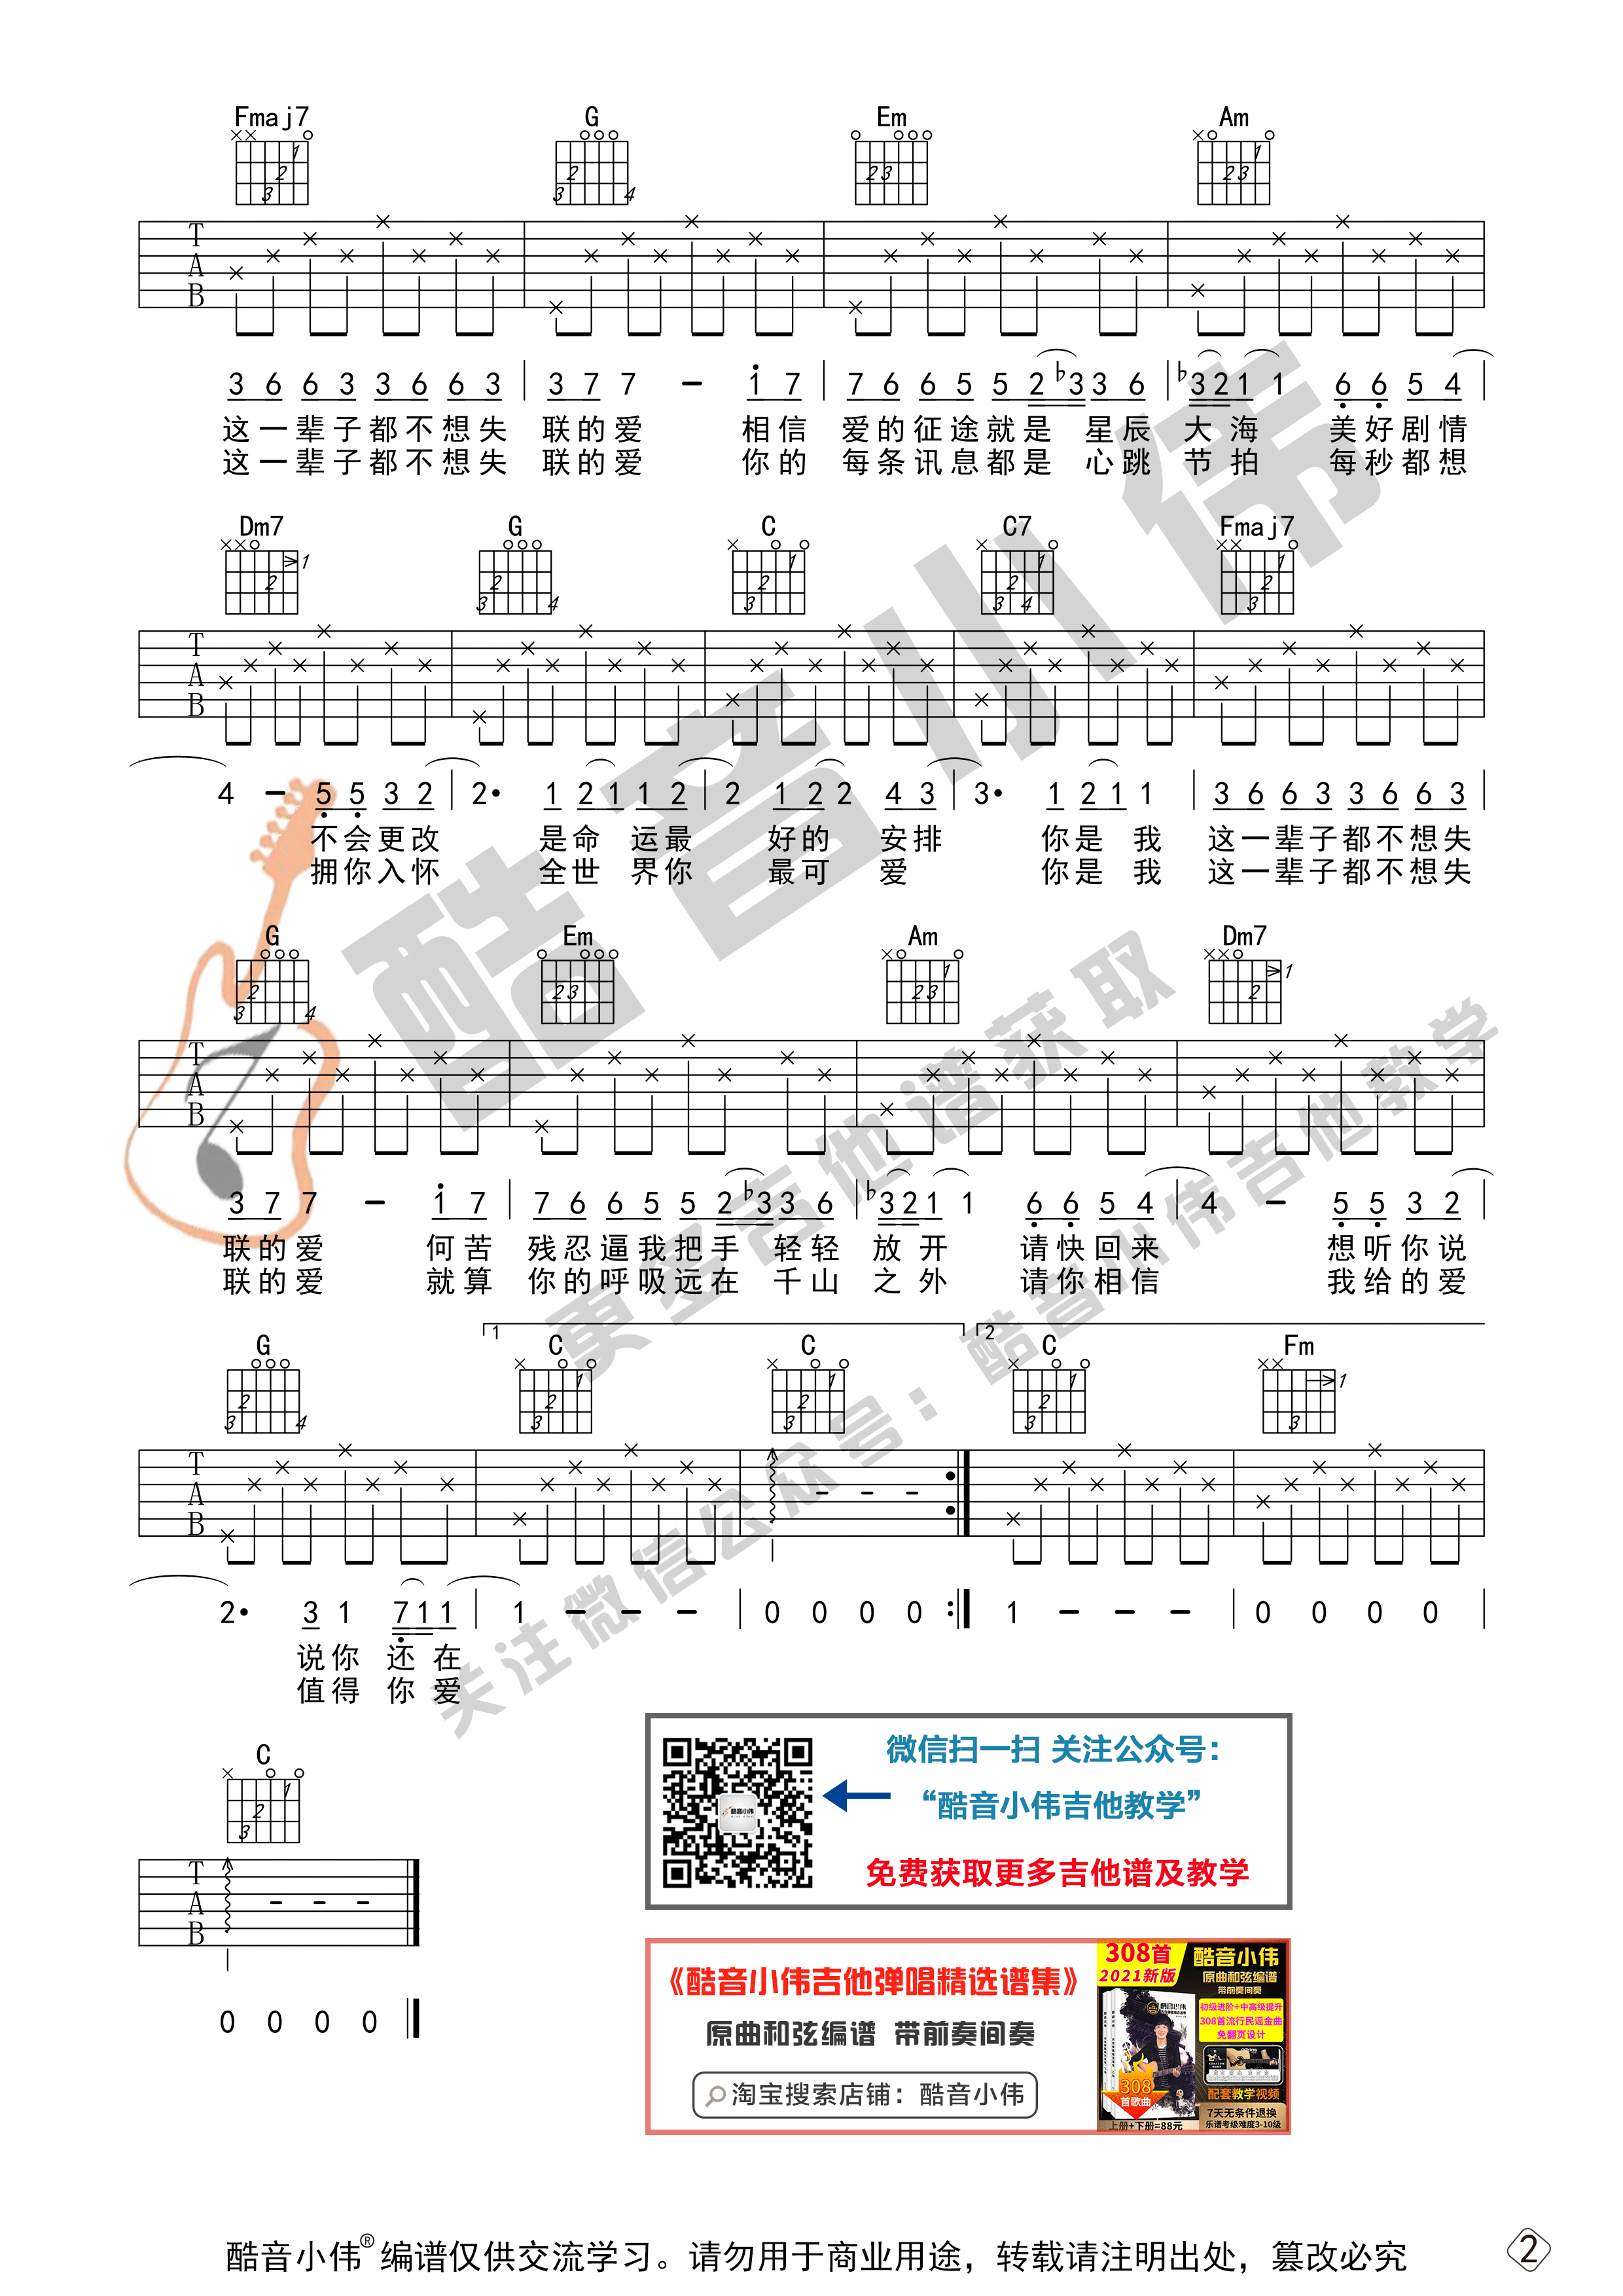 Fmaj7 G Em Am
T
A
B
3 6 6 3 3 6 6 3 | 3 7 7 - 1 7 | 7 6 6 5 5 2 ♭3 3 6 | ♭3 2 1 1 6 6 5 4 |
这一辈子都不想失 联的爱 相信 爱的征途就是 星辰 大海 美好剧情
这一辈子都不想失 联的爱 你的 每条讯息都是 心跳 节拍 每秒都想
Dm7 G C C7 Fmaj7
T
A
B
4 - 5 5 3 2 | 2· 1 2 1 1 2 | 2 1 2 2 4 3 | 3· 1 2 1 1 | 3 6 6 3 3 6 6 3 |
不会更改 是命 运最 好的 安排 你是 我 这一辈子都不想失
拥你入怀 全世 界你 最可 爱 你是 我 这一辈子都不想失
G Em Am Dm7
T
A
B
3 7 7 - 1 7 | 7 6 6 5 5 2 ♭3 3 6 | ♭3 2 1 1 6 6 5 4 | 4 - 5 5 3 2 |
联的爱 何苦 残忍逼我把手 轻轻 放开 请快回来 想听你说
联的爱 就算 你的呼吸远在 千山 之外 请你相信 我给的爱
1 2
G C C C Fm
T
A
B
2· 3 1 7 1 1 | 1 - - - | 0 0 0 0 :| 1 - - - | 0 0 0 0 |
说你 还在
值得 你爱
C
T
A
B
0 0 0 0
酷音小伟
更多吉他谱获取
关注微信公众号：酷音小伟吉他教学
酷音小伟
微信扫一扫 关注公众号：
“酷音小伟吉他教学”
免费获取更多吉他谱及教学
《酷音小伟吉他弹唱精选谱集》
原曲和弦编谱 带前奏间奏
淘宝搜索店铺：酷音小伟
308首
2021新版
酷音小伟
原曲和弦编谱
带前奏间奏
初级进阶+中高级提升
308首流行民谣金曲
免翻页设计
308
首歌曲
配套教学视频
上册+下册=88元
7天无条件退换
乐谱考级难度3-10级
酷音小伟® 编谱仅供交流学习。请勿用于商业用途，转载请注明出处，篡改必究
2